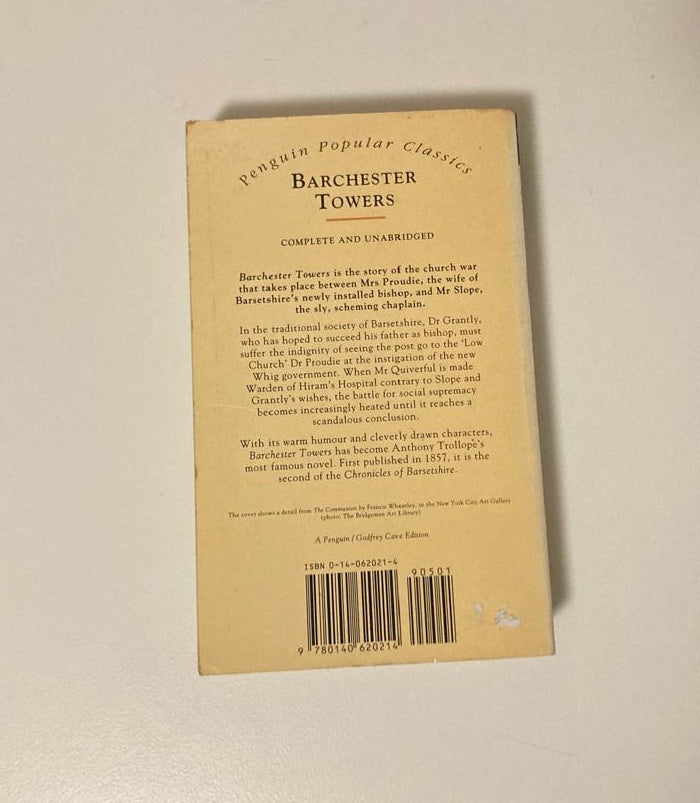 Penguin Popular Classics
BARCHESTER
TOWERS
COMPLETE AND UNABRIDGED
Barchester Towers is the story of the church war
that takes place between Mrs Proudie, the wife of
Barsetshire's newly installed bishop, and Mr Slope,
the sly, scheming chaplain.
In the traditional society of Barsetshire, Dr Grantly,
who has hoped to succeed his father as bishop, must
suffer the indignity of seeing the post go to the 'Low
Church' Dr Proudie at the instigation of the new
Whig government. When Mr Quiverful is made
Warden of Hiram's Hospital contrary to Slope and
Grantly's wishes, the battle for social supremacy
becomes increasingly heated until it reaches a
scandalous conclusion.
With its warm humour and cleverly drawn characters,
Barchester Towers has become Anthony Trollope's
most famous novel. First published in 1857, it is the
second of the Chronicles of Barsetshire.
The cover shows a detail from The Communion by Francis Wheatley, in the New York City Art Gallery
(photo: The Bridgeman Art Library)
A Penguin / Godfrey Cave Edition
ISBN 0-14-062021-4
90501
9 780140 620214